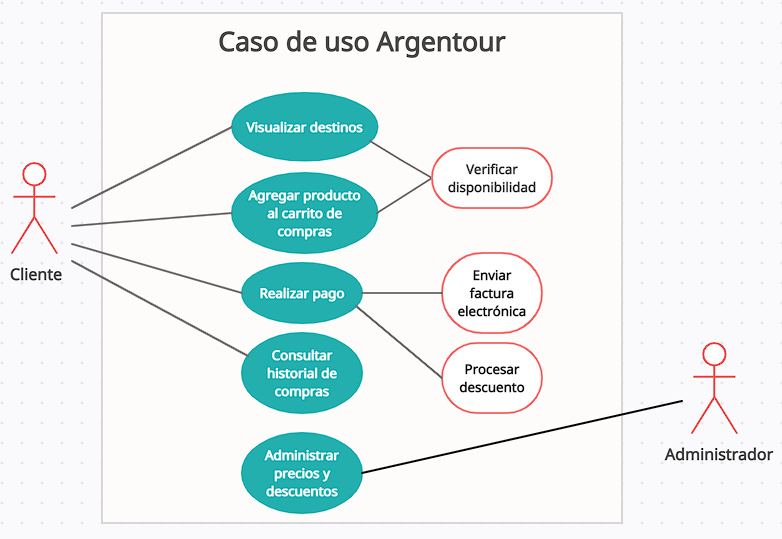 Caso de uso Argentour
Visualizar destinos
Verificar
disponibilidad
Agregar producto
al carrito de
compras
Cliente
Realizar pago
Enviar
factura
electrónica
Consultar
historial de
compras
Procesar
descuento
Administrador
Administrar
precios y
descuentos